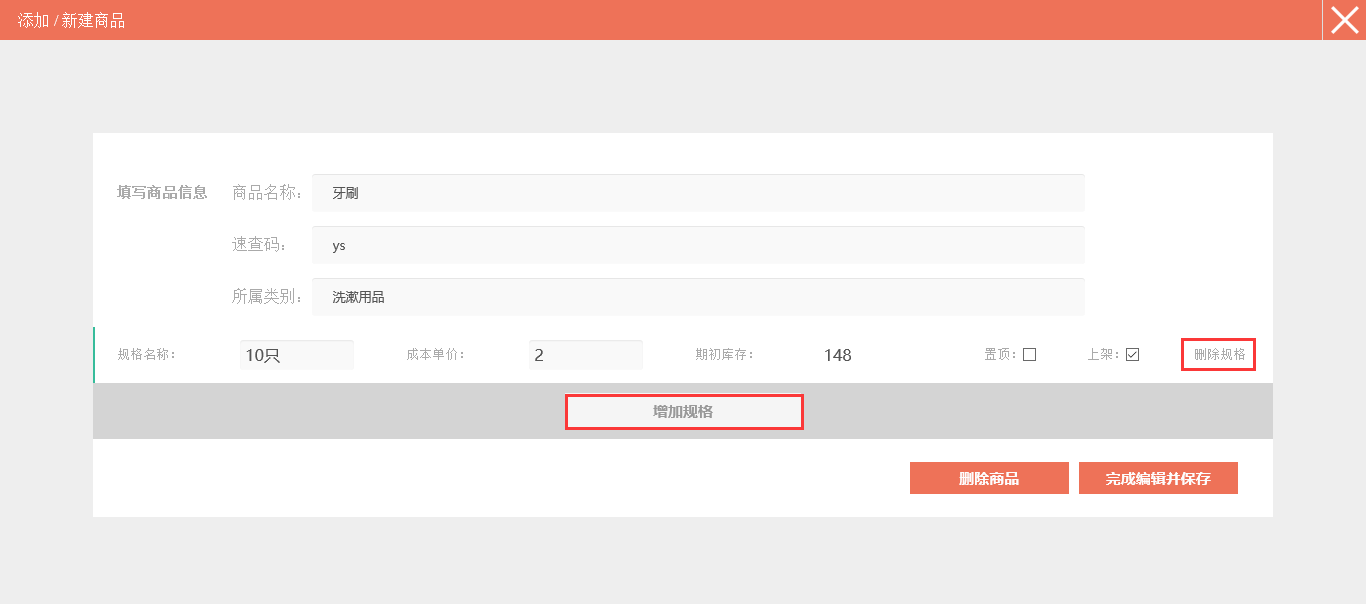 添加 / 新建商品
填写商品信息 商品名称： 牙刷
速查码： ys
所属类别： 洗漱用品
规格名称： 10只 成本单价： 2 期初库存： 148 置顶： 上架： 删除规格
增加规格
删除商品 完成编辑并保存